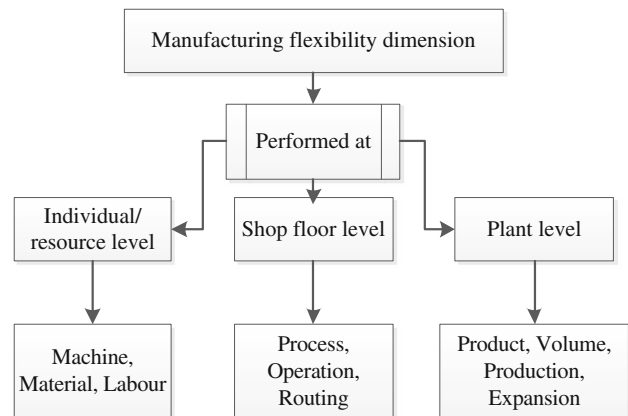 Manufacturing flexibility dimension
Performed at
Individual/
resource level
Shop floor level
Plant level
Machine,
Material, Labour
Process,
Operation,
Routing
Product, Volume,
Production,
Expansion